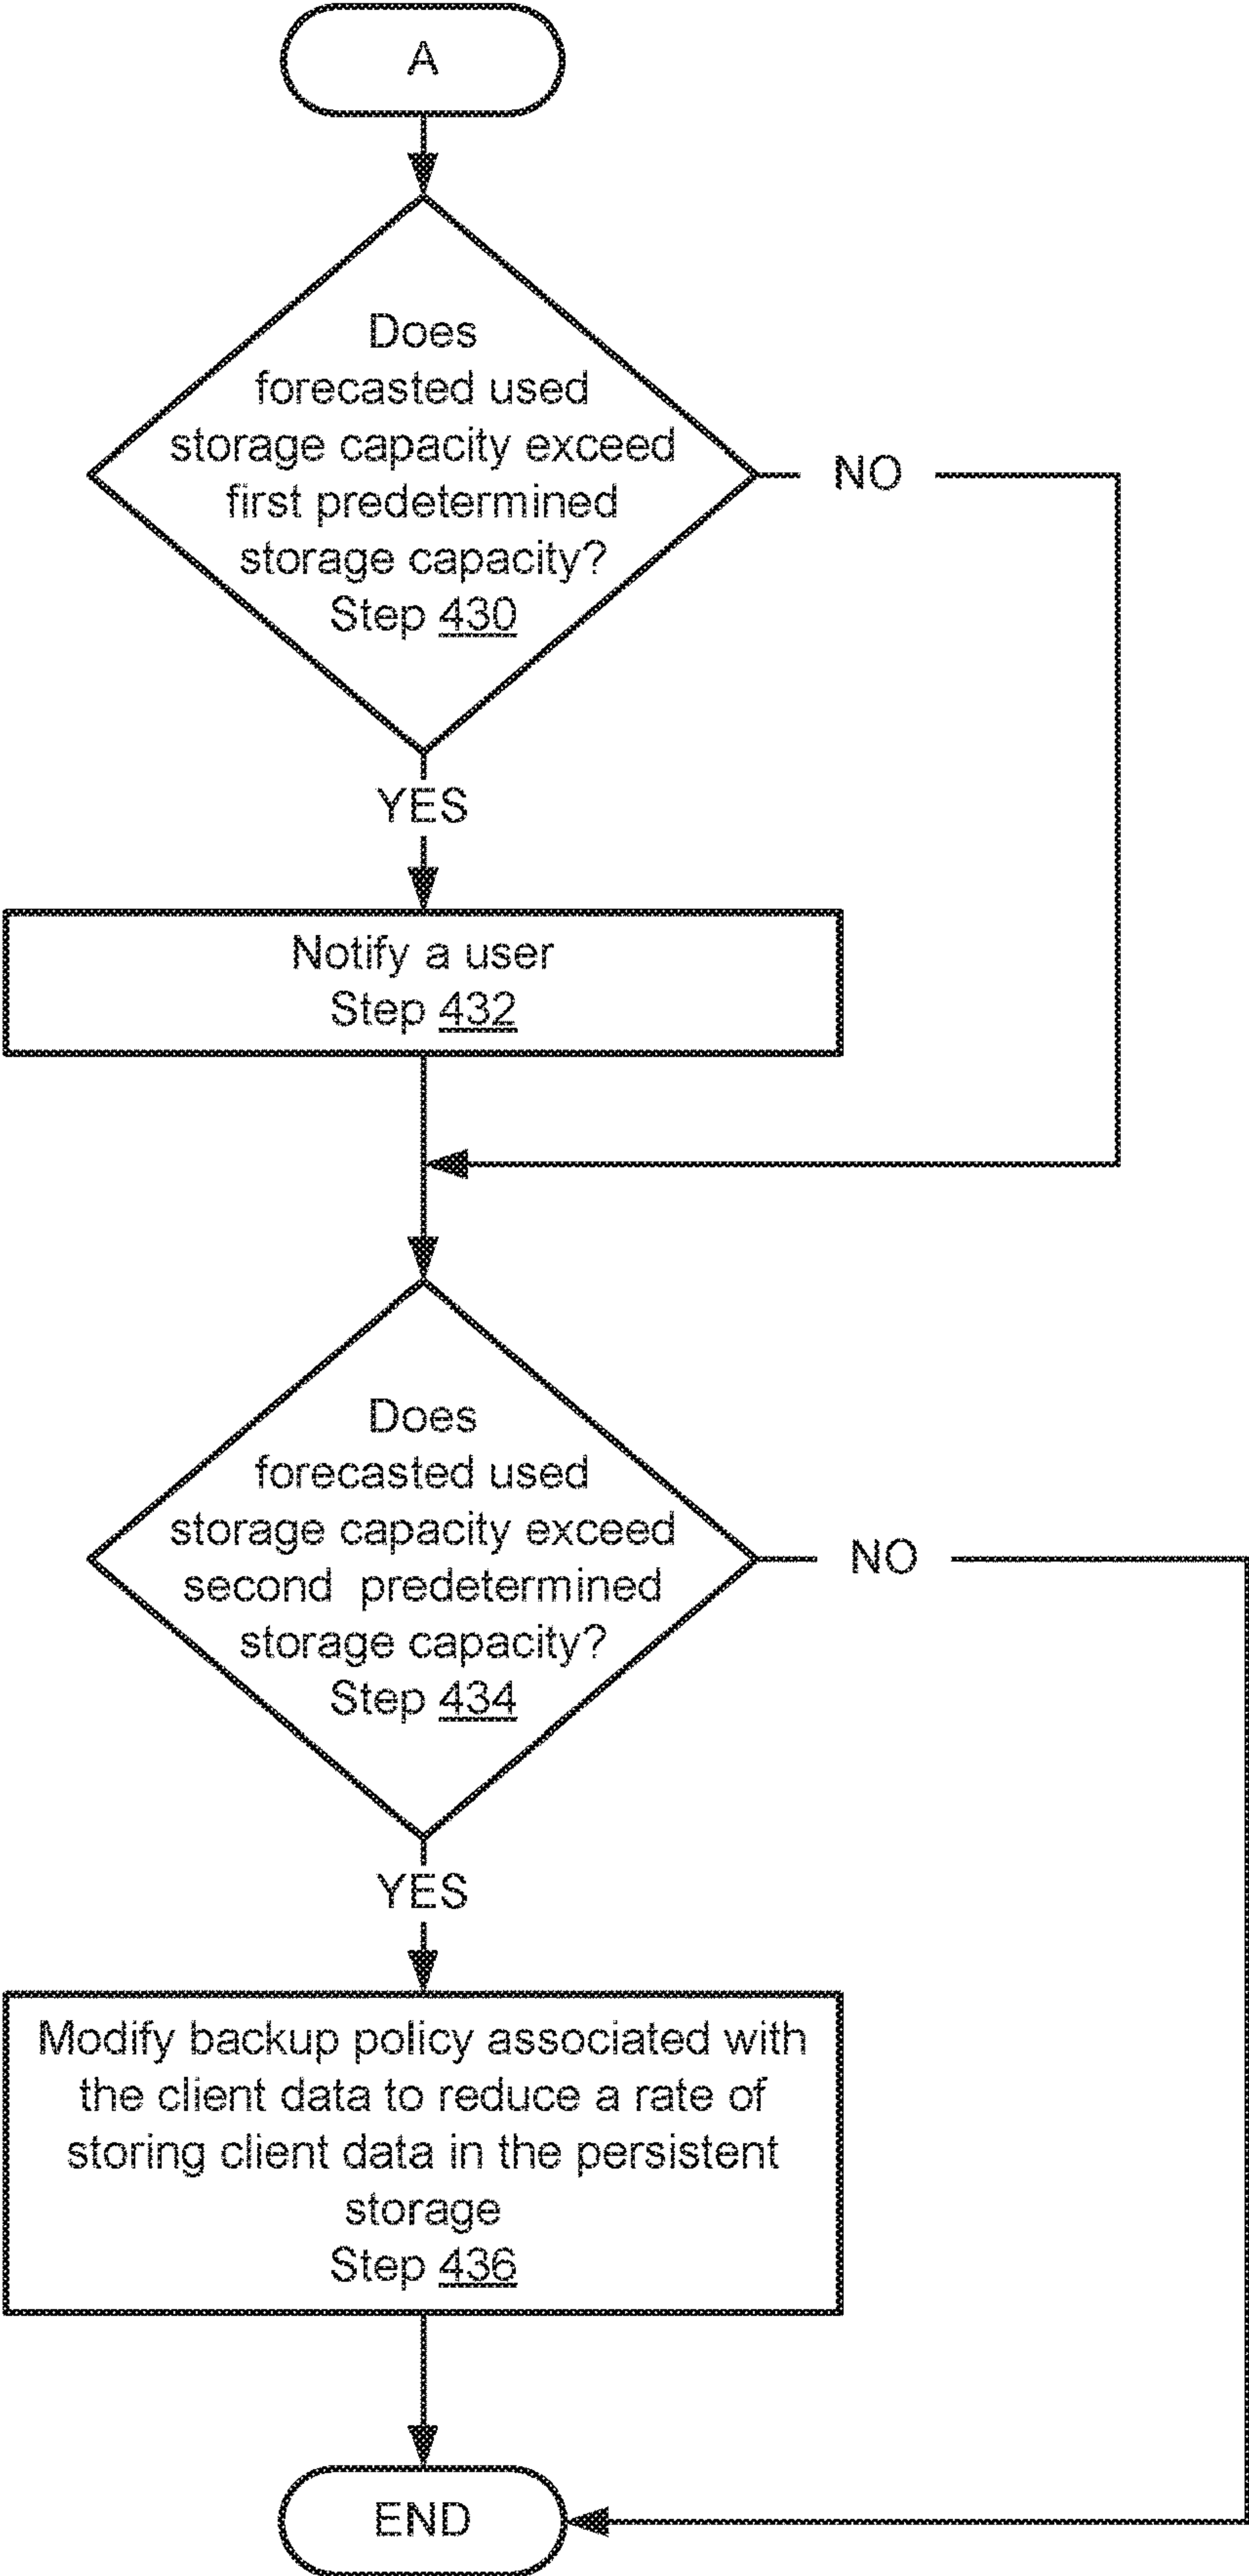 A
Does
forecasted used
storage capacity exceed
first predetermined
storage capacity?
Step 430
NO
YES
Notify a user
Step 432
Does
forecasted used
storage capacity exceed
second predetermined
storage capacity?
Step 434
NO
YES
Modify backup policy associated with
the client data to reduce a rate of
storing client data in the persistent
storage
Step 436
END